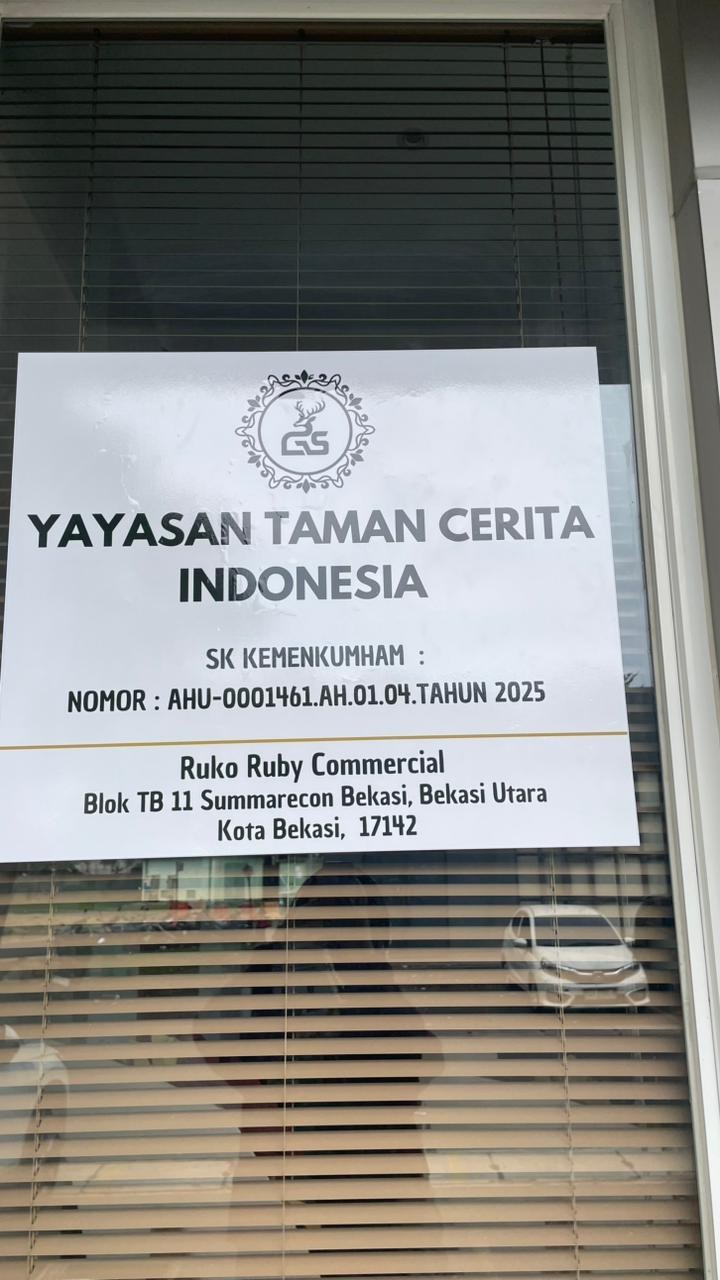 GS
YAYASAN TAMAN CERITA
INDONESIA
SK KEMENKUMHAM :
NOMOR : AHU-0001461.AH.01.04.TAHUN 2025
Ruko Ruby Commercial
Blok TB 11 Summarecon Bekasi, Bekasi Utara
Kota Bekasi, 17142